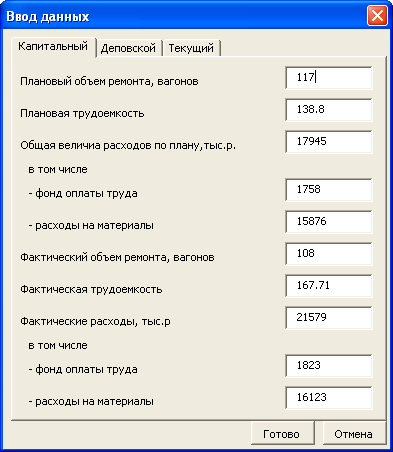 Ввод данных
Капитальный Деповской Текущий
Плановый объем ремонта, вагонов 117
Плановая трудоемкость 138.8
Общая величиа расходов по плану,тыс.р. 17945
в том числе
- фонд оплаты труда 1758
- расходы на материалы 15876
Фактический объем ремонта, вагонов 108
Фактическая трудоемкость 167.71
Фактические расходы, тыс.р 21579
в том числе
- фонд оплаты труда 1823
- расходы на материалы 16123
Готово Отмена